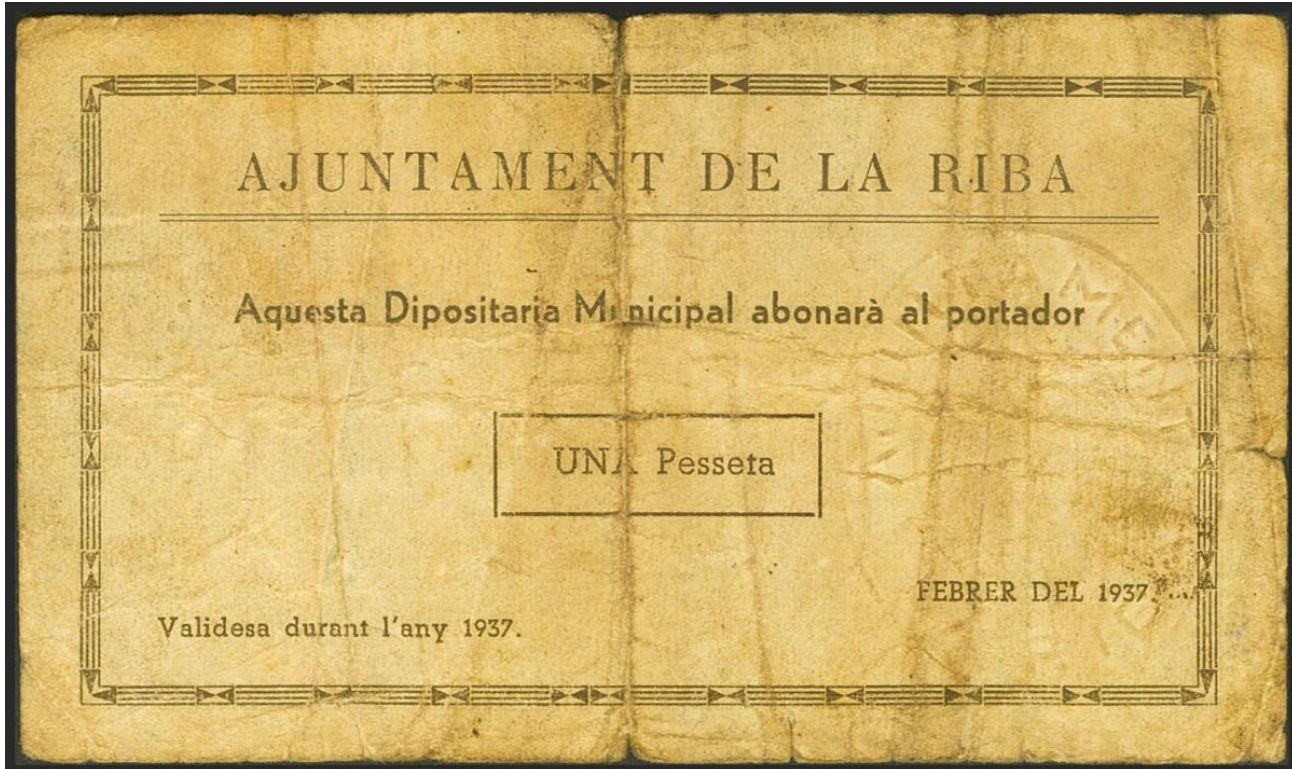 AJUNTAMENT DE LA RIBA
Aquesta Dipositaria Municipal abonarà al portador
UNA Pesseta
FEBRER DEL 1937.
Validesa durant l'any 1937.